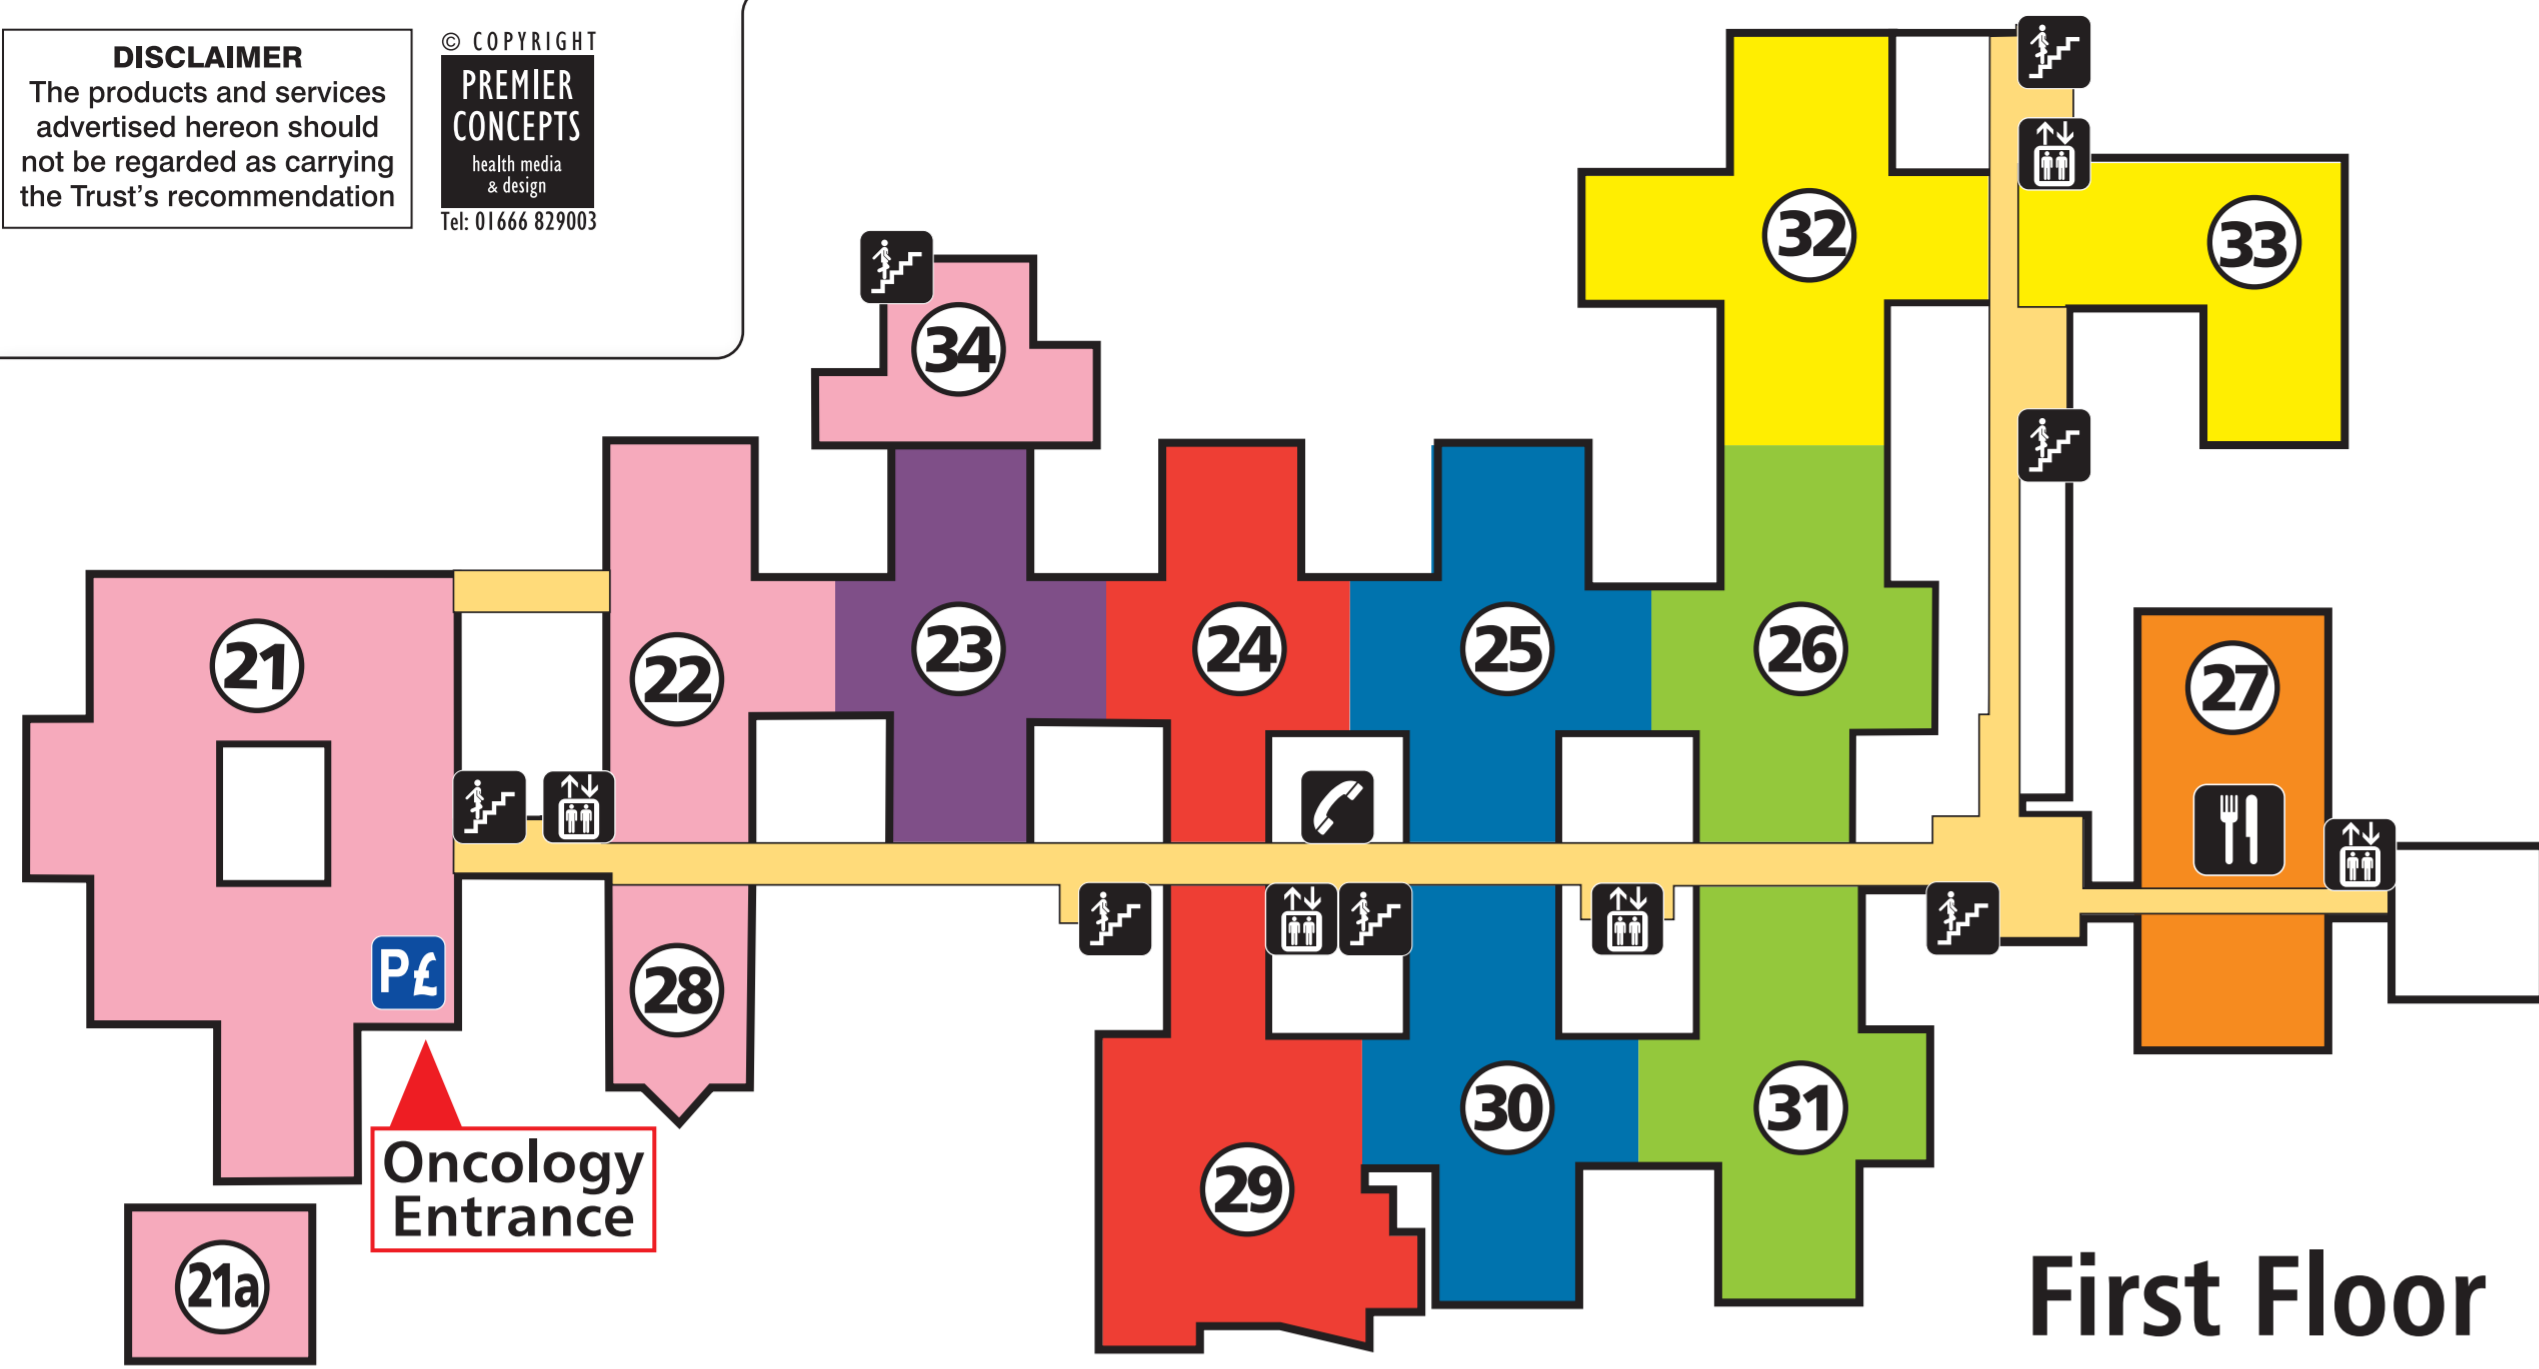 DISCLAIMER
The products and services
advertised hereon should
not be regarded as carrying
the Trust's recommendation
© COPYRIGHT
PREMIER
CONCEPTS
health media
& design
Tel: 01666 829003
32
33
34
21
22
23
24
25
26
27
P£
28
Oncology
Entrance
29
30
31
21a
First Floor